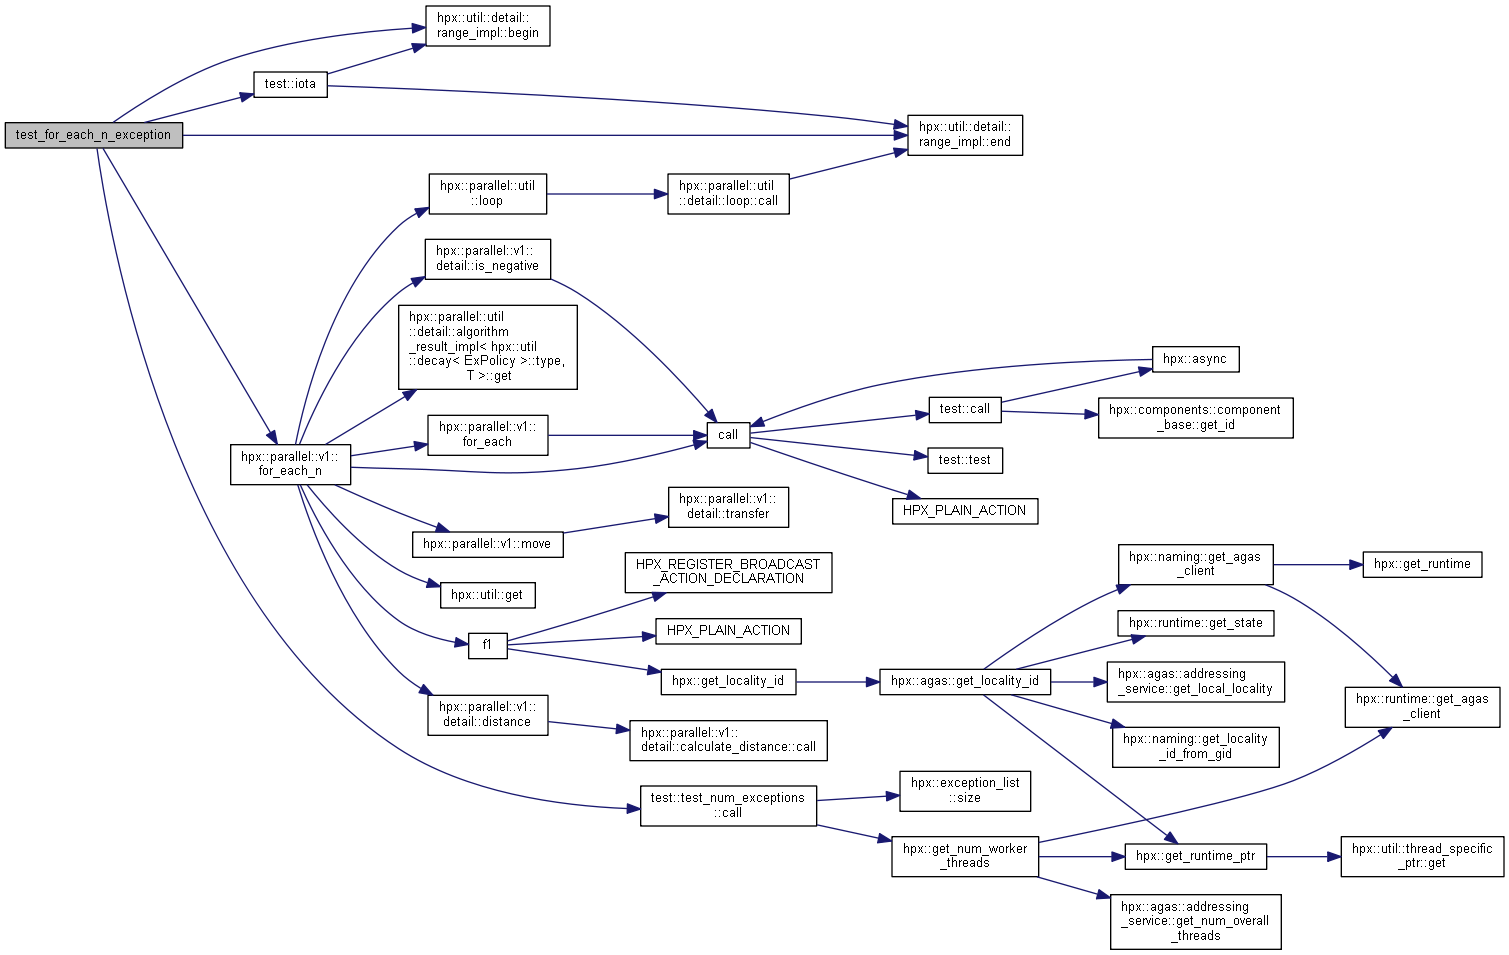 hpx::util::detail::
range_impl::begin
test::iota
test_for_each_n_exception
hpx::util::detail::
range_impl::end
hpx::parallel::util
::loop
hpx::parallel::util
::detail::loop::call
hpx::parallel::v1::
detail::is_negative
hpx::parallel::util
::detail::algorithm
_result_impl< hpx::util
::decay< ExPolicy >::type,
T >::get
hpx::async
test::call
hpx::components::component
_base::get_id
hpx::parallel::v1::
for_each
call
hpx::parallel::v1::
for_each_n
test::test
HPX_PLAIN_ACTION
hpx::parallel::v1::
detail::transfer
hpx::parallel::v1::move
HPX_REGISTER_BROADCAST
_ACTION_DECLARATION
hpx::naming::get_agas
_client
hpx::get_runtime
hpx::util::get
hpx::runtime::get_state
HPX_PLAIN_ACTION
f1
hpx::get_locality_id
hpx::agas::get_locality_id
hpx::agas::addressing
_service::get_local_locality
hpx::runtime::get_agas
_client
hpx::parallel::v1::
detail::distance
hpx::parallel::v1::
detail::calculate_distance::call
hpx::naming::get_locality
_id_from_gid
hpx::exception_list
::size
test::test_num_exceptions
::call
hpx::get_num_worker
_threads
hpx::get_runtime_ptr
hpx::util::thread_specific
_ptr::get
hpx::agas::addressing
_service::get_num_overall
_threads